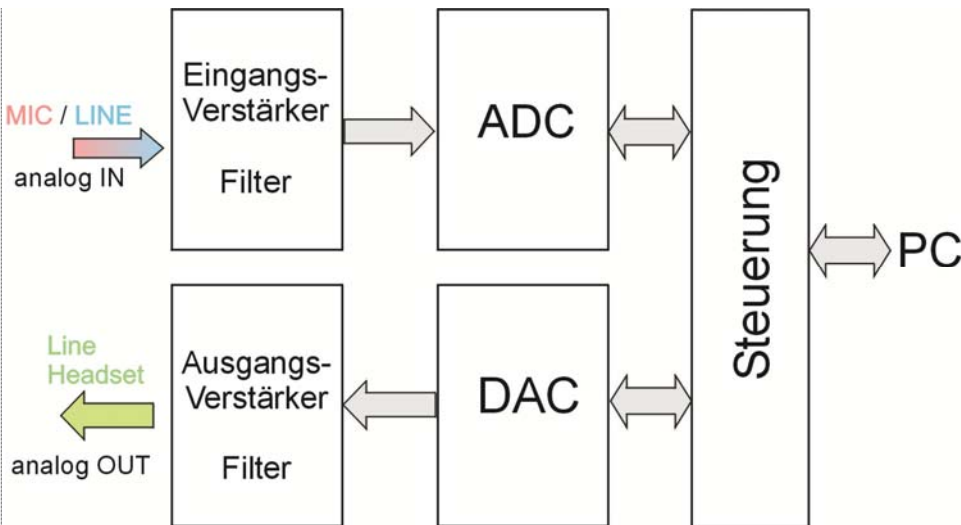 MIC / LINE
analog IN
Eingangs-
Verstärker
Filter
ADC
Steuerung
PC
Line
Headset
analog OUT
Ausgangs-
Verstärker
Filter
DAC